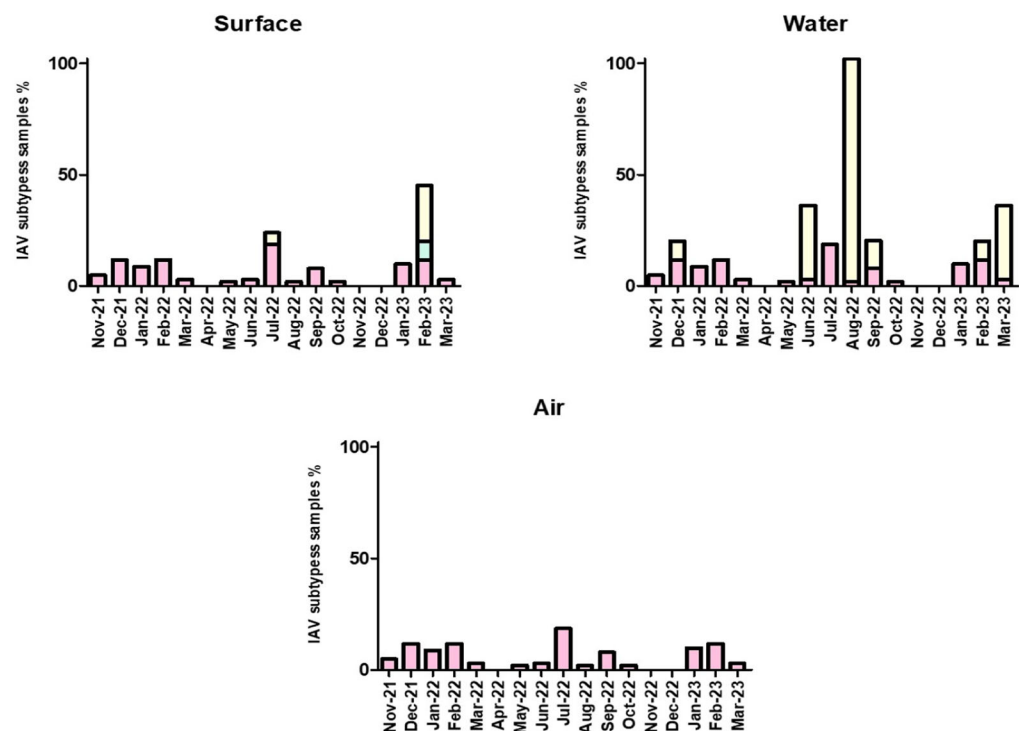 Surface
IAV subtypess samples %
100
50
0
Nov-21
Dec-21
Jan-22
Feb-22
Mar-22
Apr-22
May-22
Jun-22
Jul-22
Aug-22
Sep-22
Oct-22
Nov-22
Dec-22
Jan-23
Feb-23
Mar-23
Water
IAV subtypess samples %
100
50
0
Nov-21
Dec-21
Jan-22
Feb-22
Mar-22
Apr-22
May-22
Jun-22
Jul-22
Aug-22
Sep-22
Oct-22
Nov-22
Dec-22
Jan-23
Feb-23
Mar-23
Air
IAV subtypess samples %
100
50
0
Nov-21
Dec-21
Jan-22
Feb-22
Mar-22
Apr-22
May-22
Jun-22
Jul-22
Aug-22
Sep-22
Oct-22
Nov-22
Dec-22
Jan-23
Feb-23
Mar-23